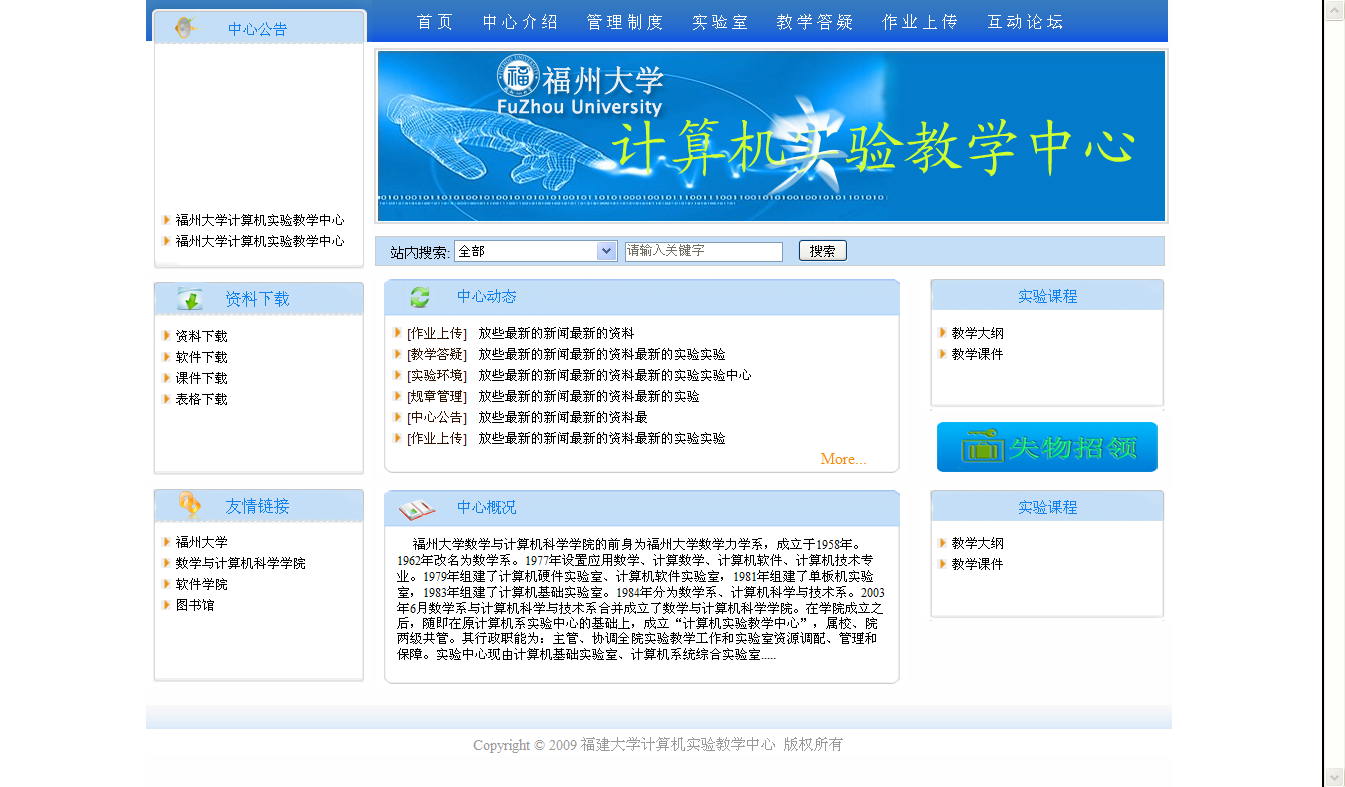 首页 中心介绍 管理制度 实验室 教学答疑 作业上传 互动论坛
中心公告
福州大学计算机实验教学中心
福州大学计算机实验教学中心
资料下载
资料下载
软件下载
课件下载
表格下载
友情链接
福州大学
数学与计算机科学学院
软件学院
图书馆
福州大学
FuZhou University
计算机实验教学中心
站内搜索: 全部 请输入关键字 搜索
中心动态
[作业上传] 放些最新的新闻最新的资料
[教学答疑] 放些最新的新闻最新的资料最新的实验实验
[实验环境] 放些最新的新闻最新的资料最新的实验实验中心
[规章管理] 放些最新的新闻最新的资料最新的实验
[中心公告] 放些最新的新闻最新的资料最
[作业上传] 放些最新的新闻最新的资料最新的实验实验
More...
中心概况
福州大学数学与计算机科学学院的前身为福州大学数学力学系，成立于1958年。
1962年改名为数学系。1977年设置应用数学、计算数学、计算机软件、计算机技术专
业。1979年组建了计算机硬件实验室、计算机软件实验室，1981年组建了单板机实验
室，1983年组建了计算机基础实验室。1984年分为数学系、计算机科学与技术系。2003
年6月数学系与计算机科学与技术系合并成立了数学与计算机科学学院。在学院成立之
后，随即在原计算机系实验中心的基础上，成立“计算机实验教学中心”，属校、院
两级共管。其行政职能为：主管、协调全院实验教学工作和实验室资源调配、管理和
保障。实验中心现由计算机基础实验室、计算机系统综合实验室.....
实验课程
教学大纲
教学课件
失物招领
实验课程
教学大纲
教学课件
Copyright © 2009 福建大学计算机实验教学中心 版权所有